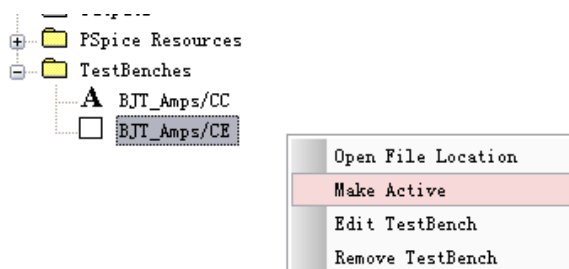 PSpice Resources
TestBenches
A BJT_Amps/CC
BJT_Amps/CE
Open File Location
Make Active
Edit TestBench
Remove TestBench